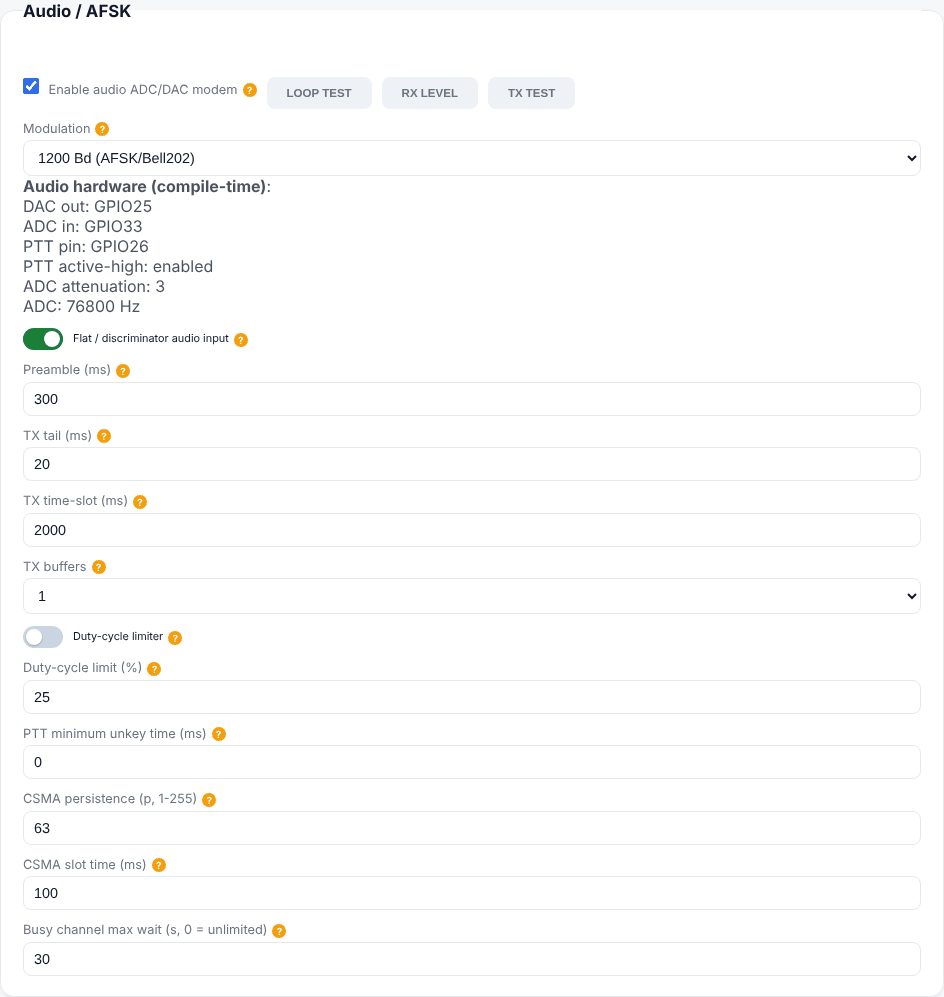 Audio / AFSK
Enable audio ADC/DAC modem ? LOOP TEST RX LEVEL TX TEST
Modulation ?
1200 Bd (AFSK/Bell202)
Audio hardware (compile-time):
DAC out: GPIO25
ADC in: GPIO33
PTT pin: GPIO26
PTT active-high: enabled
ADC attenuation: 3
ADC: 76800 Hz
Flat / discriminator audio input ?
Preamble (ms) ?
300
TX tail (ms) ?
20
TX time-slot (ms) ?
2000
TX buffers ?
1
Duty-cycle limiter ?
Duty-cycle limit (%) ?
25
PTT minimum unkey time (ms) ?
0
CSMA persistence (p, 1-255) ?
63
CSMA slot time (ms) ?
100
Busy channel max wait (s, 0 = unlimited) ?
30